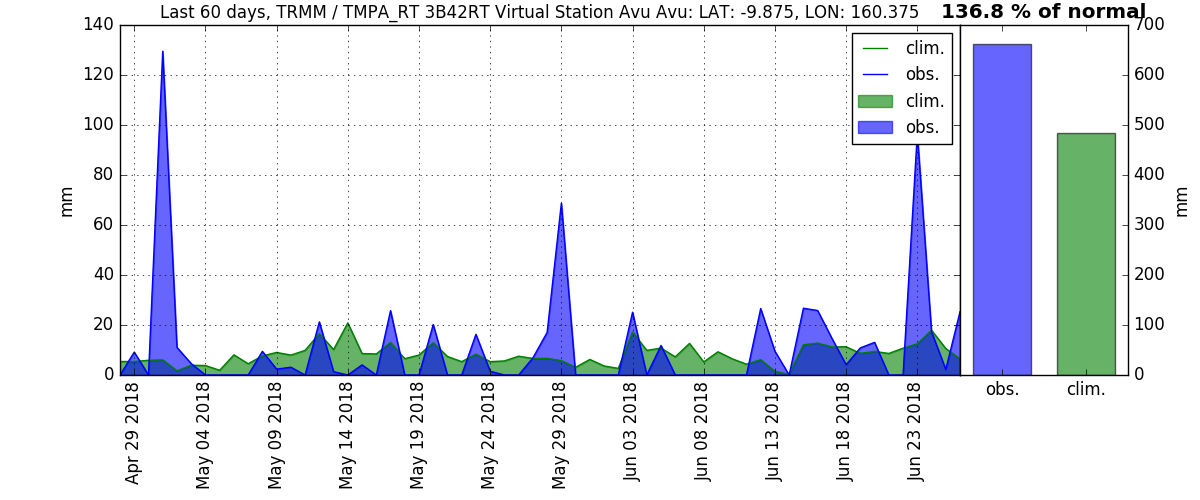 Last 60 days, TRMM / TMPA_RT 3B42RT Virtual Station Avu Avu: LAT: -9.875, LON: 160.375
136.8 % of normal
140
120
100
80
60
40
20
0
mm
clim.
obs.
clim.
obs.
Apr 29 2018
May 04 2018
May 09 2018
May 14 2018
May 19 2018
May 24 2018
May 29 2018
Jun 03 2018
Jun 08 2018
Jun 13 2018
Jun 18 2018
Jun 23 2018
700
600
500
400
300
200
100
0
mm
obs.
clim.